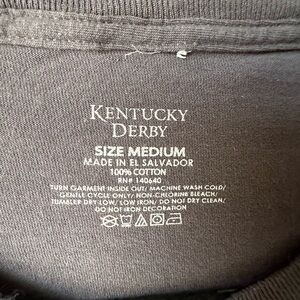 KENTUCKY
DERBY
SIZE MEDIUM
MADE IN EL SALVADOR
100% COTTON
RN# 140640
TURN GARMENT INSIDE OUT/ MACHINE WASH COLD/
GENTLE CYCLE ONLY/ NON-CHLORINE BLEACH/
TUMBLER DRY LOW/ LOW IRON/ DO NOT DRY CLEAN,
DO NOT IRON DECORATION